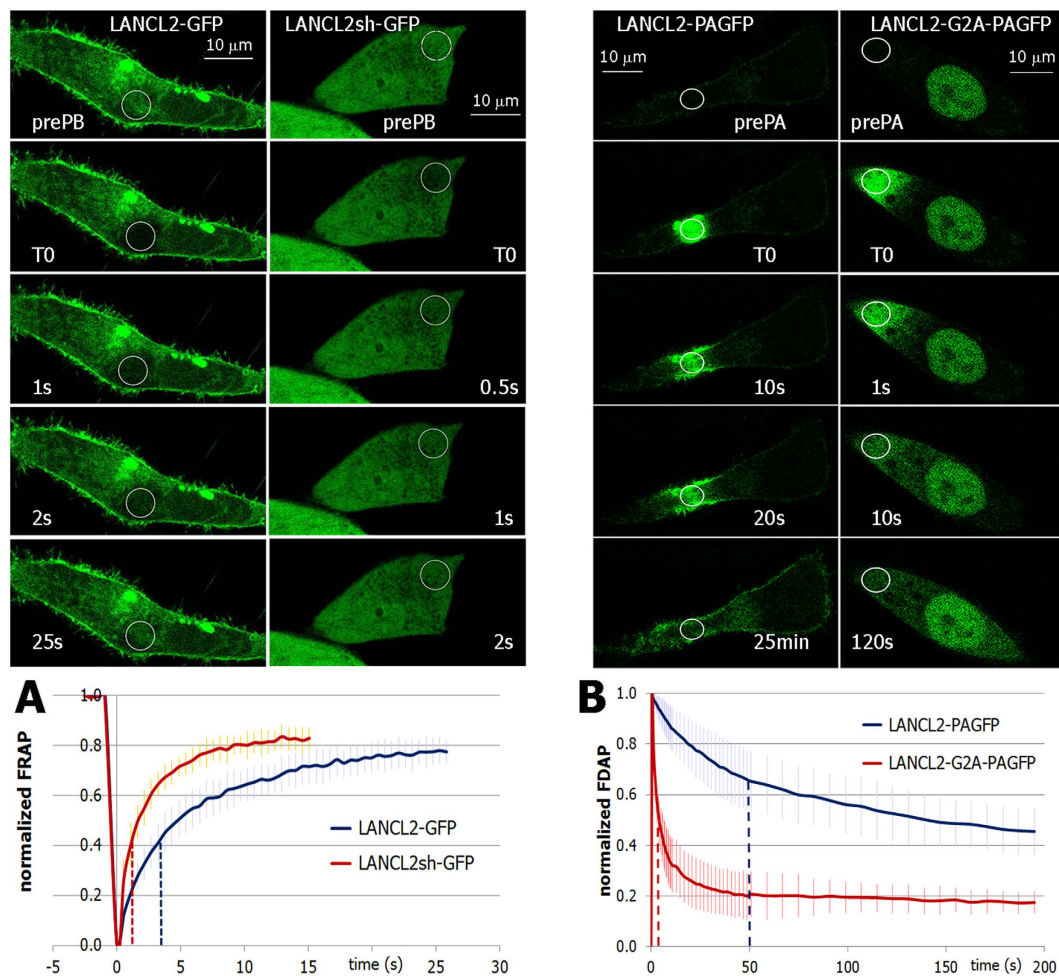 LANCL2-GFP
10 μm
prePB
LANCL2sh-GFP
10 μm
prePB
T0
T0
1s
0.5s
2s
1s
25s
2s
LANCL2-PAGFP
10 μm
prePA
LANCL2-G2A-PAGFP
10 μm
prePA
T0
T0
10s
1s
20s
10s
25min
120s
A
normalized FRAP
1.0
0.8
0.6
0.4
0.2
0.0
LANCL2-GFP
LANCL2sh-GFP
-5 0 5 10 15 20 25 30
time (s)
B
normalized FDAP
1.0
0.8
0.6
0.4
0.2
0.0
LANCL2-PAGFP
LANCL2-G2A-PAGFP
0 50 100 150 200
time (s)